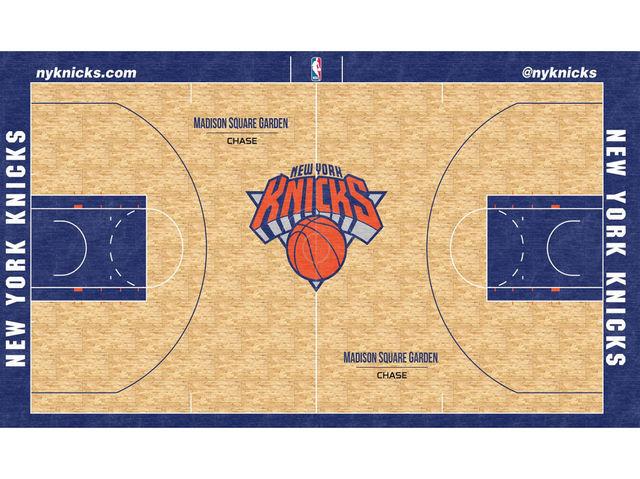 nyknicks.com
@nyknicks
MADISON SQUARE GARDEN
CHASE
NEW YORK KNICKS
NEW YORK
KNICKS
NEW YORK KNICKS
MADISON SQUARE GARDEN
CHASE